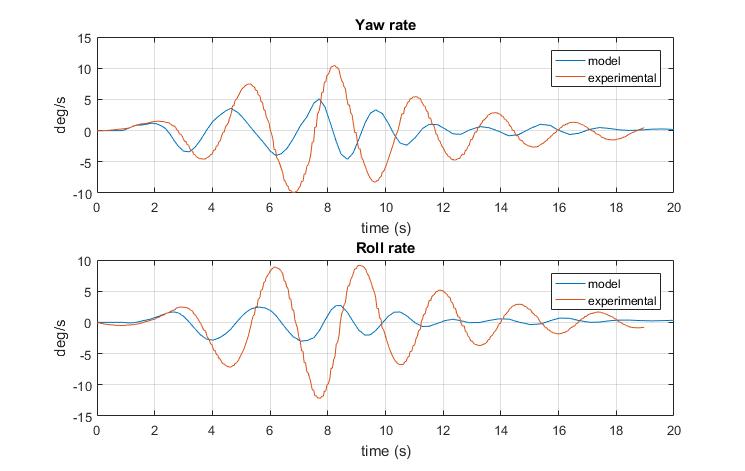 Yaw rate
15
10
5
0
-5
-10
deg/s
model
experimental
0 2 4 6 8 10 12 14 16 18 20
time (s)
Roll rate
10
5
0
-5
-10
-15
deg/s
model
experimental
0 2 4 6 8 10 12 14 16 18 20
time (s)